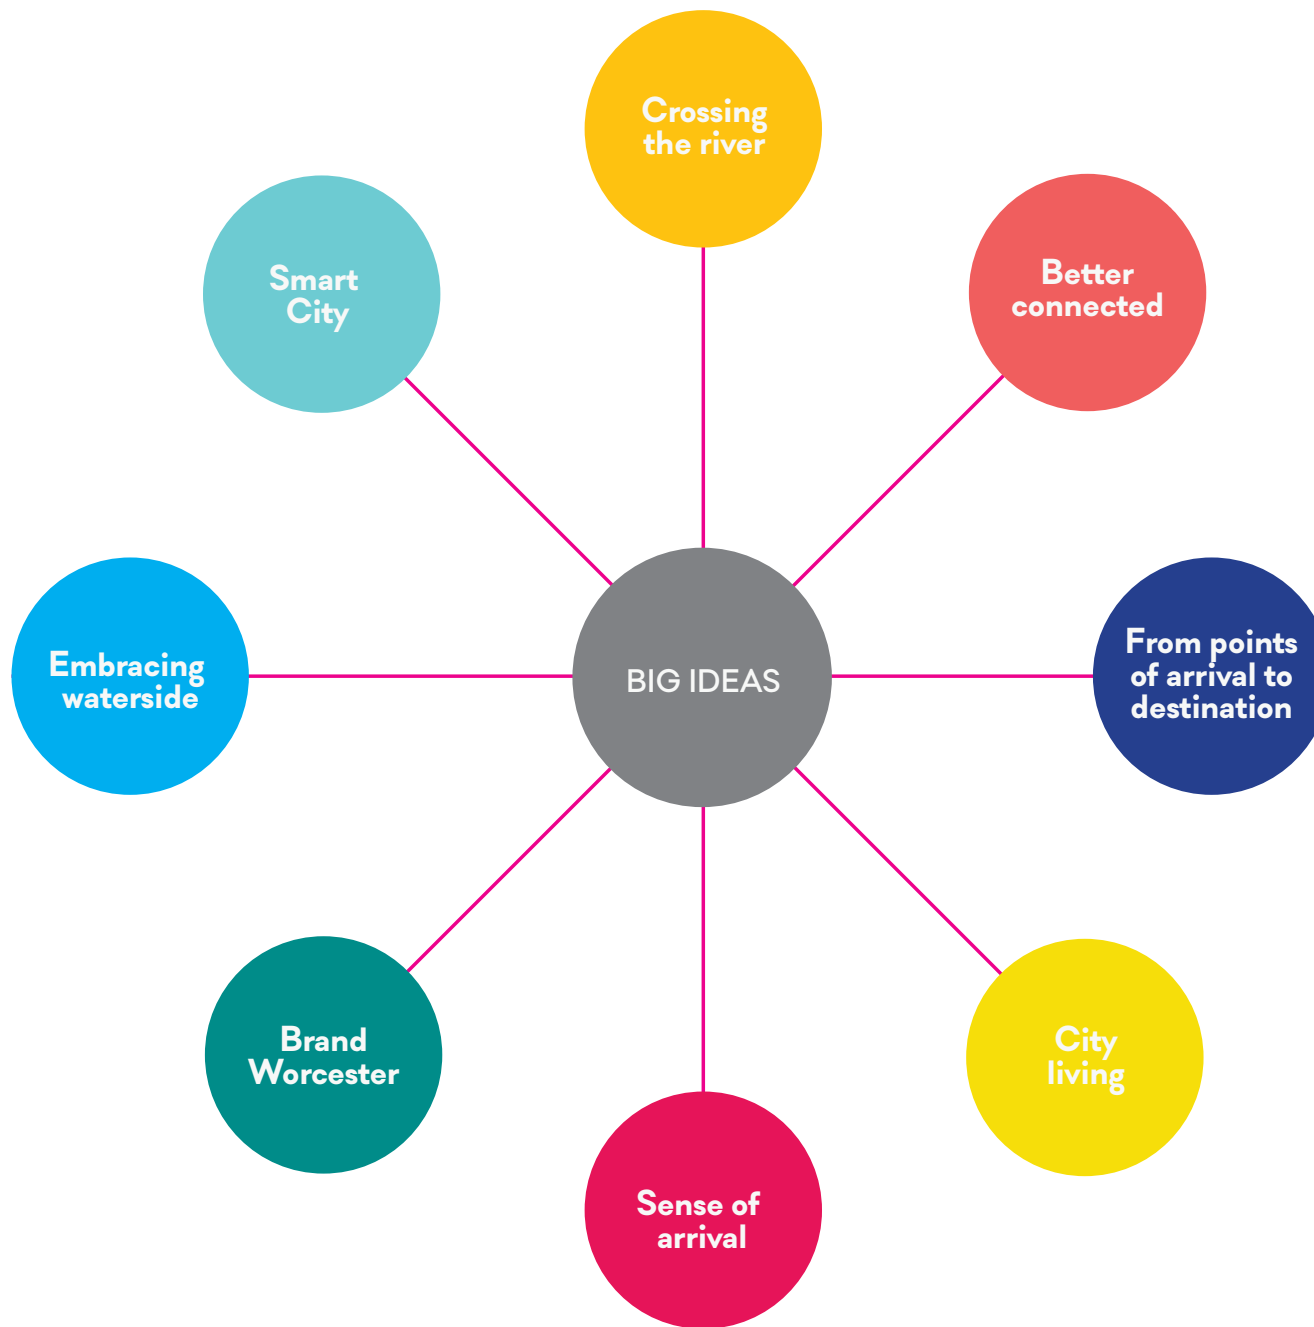 Crossing
the river
Better
connected
Smart
City
From points
of arrival to
destination
BIG IDEAS
Embracing
waterside
City
living
Brand
Worcester
Sense of
arrival